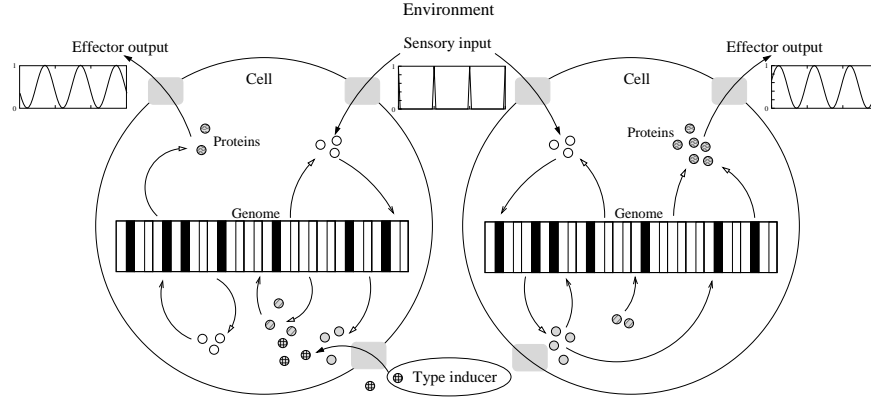 Environment
Effector output
Sensory input
Effector output
1
0
Cell
1
0
Cell
1
0
Proteins
Proteins
Genome
Genome
Type inducer